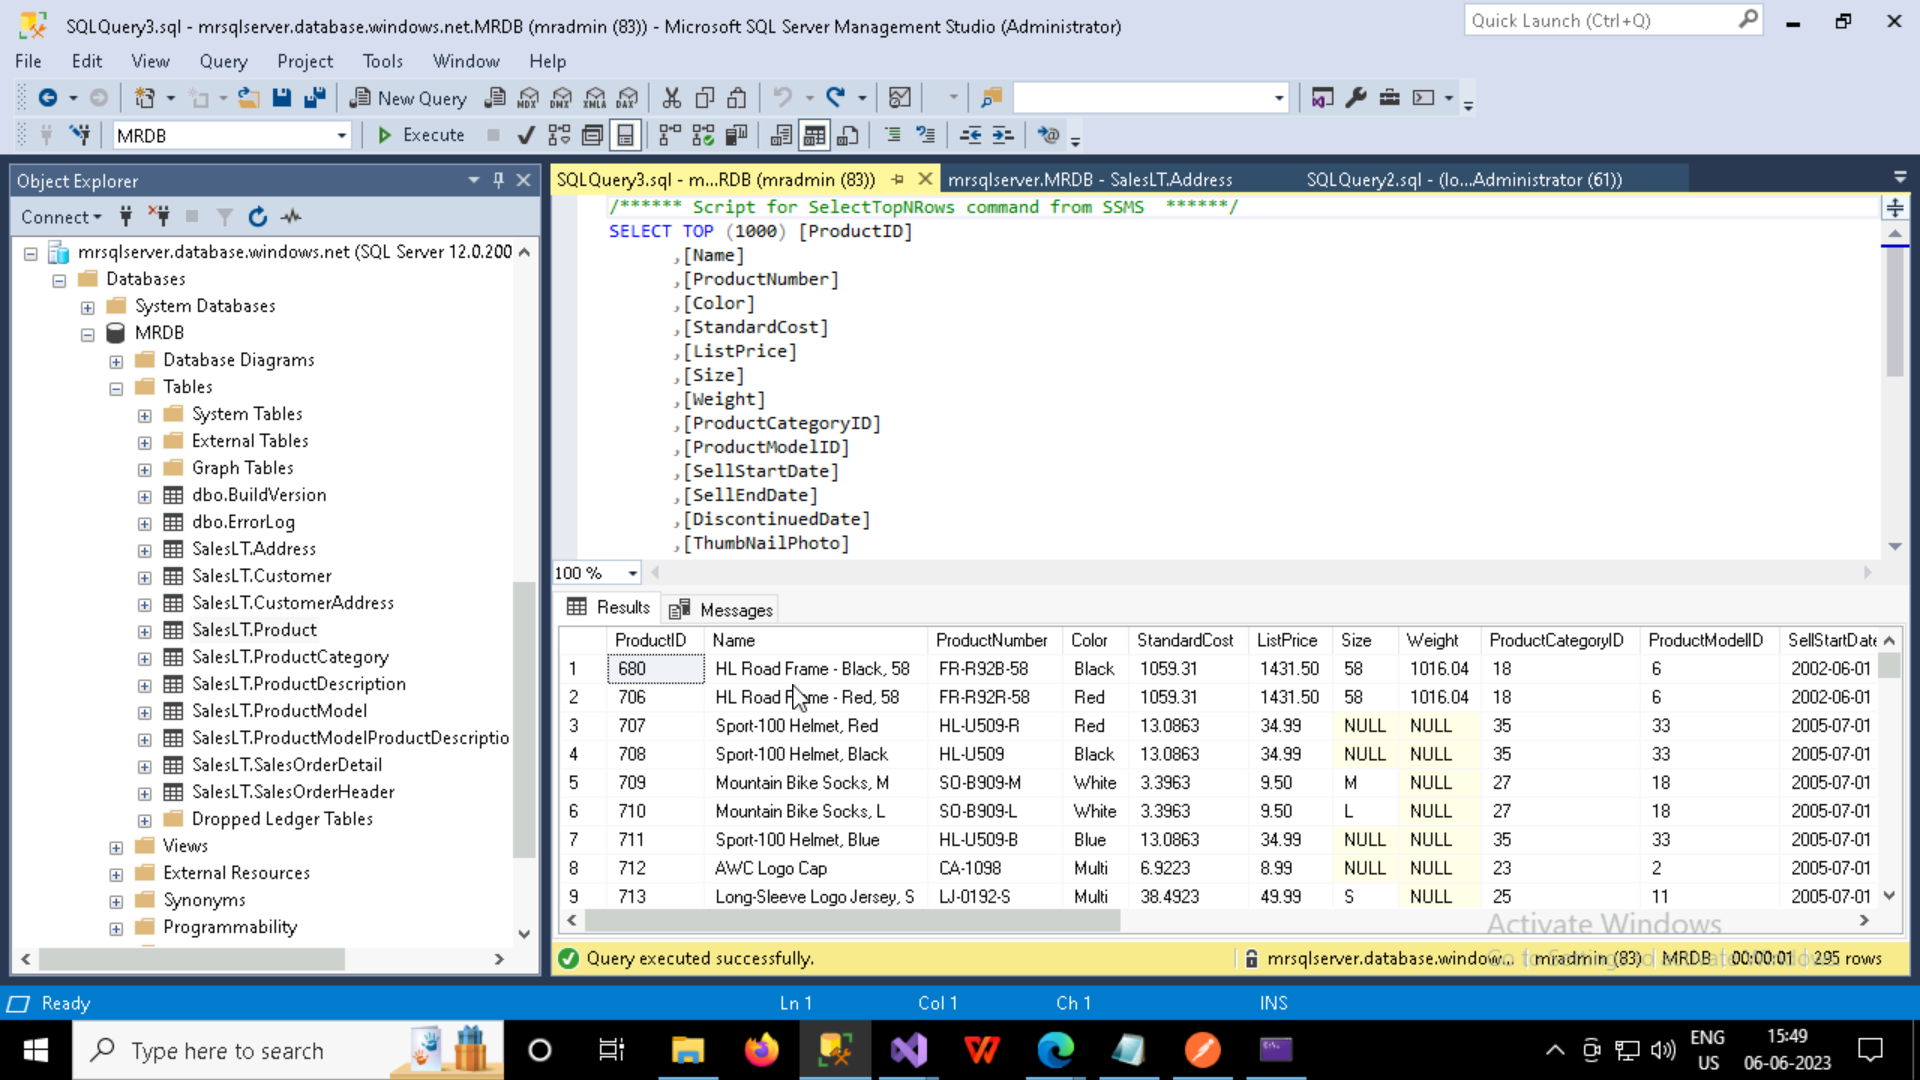 SQLQuery3.sql - mrsqlserver.database.windows.net.MRDB (mradmin (83)) - Microsoft SQL Server Management Studio (Administrator)
Quick Launch (Ctrl+Q)
File Edit View Query Project Tools Window Help
New Query MDX DMX XMLA DAX
MRDB Execute
Object Explorer
Connect
mrsqlserver.database.windows.net (SQL Server 12.0.200
Databases
System Databases
MRDB
Database Diagrams
Tables
System Tables
External Tables
Graph Tables
dbo.BuildVersion
dbo.ErrorLog
SalesLT.Address
SalesLT.Customer
SalesLT.CustomerAddress
SalesLT.Product
SalesLT.ProductCategory
SalesLT.ProductDescription
SalesLT.ProductModel
SalesLT.ProductModelProductDescriptio
SalesLT.SalesOrderDetail
SalesLT.SalesOrderHeader
Dropped Ledger Tables
Views
External Resources
Synonyms
Programmability
SQLQuery3.sql - m...RDB (mradmin (83)) mrsqlserver.MRDB - SalesLT.Address SQLQuery2.sql - (lo...Administrator (61))
/****** Script for SelectTopNRows command from SSMS ******/
SELECT TOP (1000) [ProductID]
,[Name]
,[ProductNumber]
,[Color]
,[StandardCost]
,[ListPrice]
,[Size]
,[Weight]
,[ProductCategoryID]
,[ProductModelID]
,[SellStartDate]
,[SellEndDate]
,[DiscontinuedDate]
,[ThumbNailPhoto]
100 %
Results Messages
ProductID Name ProductNumber Color StandardCost ListPrice Size Weight ProductCategoryID ProductModelID SellStartDate
1 680 HL Road Frame - Black, 58 FR-R92B-58 Black 1059.31 1431.50 58 1016.04 18 6 2002-06-01
2 706 HL Road Frame - Red, 58 FR-R92R-58 Red 1059.31 1431.50 58 1016.04 18 6 2002-06-01
3 707 Sport-100 Helmet, Red HL-U509-R Red 13.0863 34.99 NULL NULL 35 33 2005-07-01
4 708 Sport-100 Helmet, Black HL-U509 Black 13.0863 34.99 NULL NULL 35 33 2005-07-01
5 709 Mountain Bike Socks, M SO-B909-M White 3.3963 9.50 M NULL 27 18 2005-07-01
6 710 Mountain Bike Socks, L SO-B909-L White 3.3963 9.50 L NULL 27 18 2005-07-01
7 711 Sport-100 Helmet, Blue HL-U509-B Blue 13.0863 34.99 NULL NULL 35 33 2005-07-01
8 712 AWC Logo Cap CA-1098 Multi 6.9223 8.99 NULL NULL 23 2 2005-07-01
9 713 Long-Sleeve Logo Jersey, S LJ-0192-S Multi 38.4923 49.99 S NULL 25 11 2005-07-01
Activate Windows
Query executed successfully. mrsqlserver.database.window... mradmin (83) MRDB 00:00:01 295 rows
Ready Ln 1 Col 1 Ch 1 INS
Type here to search
ENG 15:49
US 06-06-2023